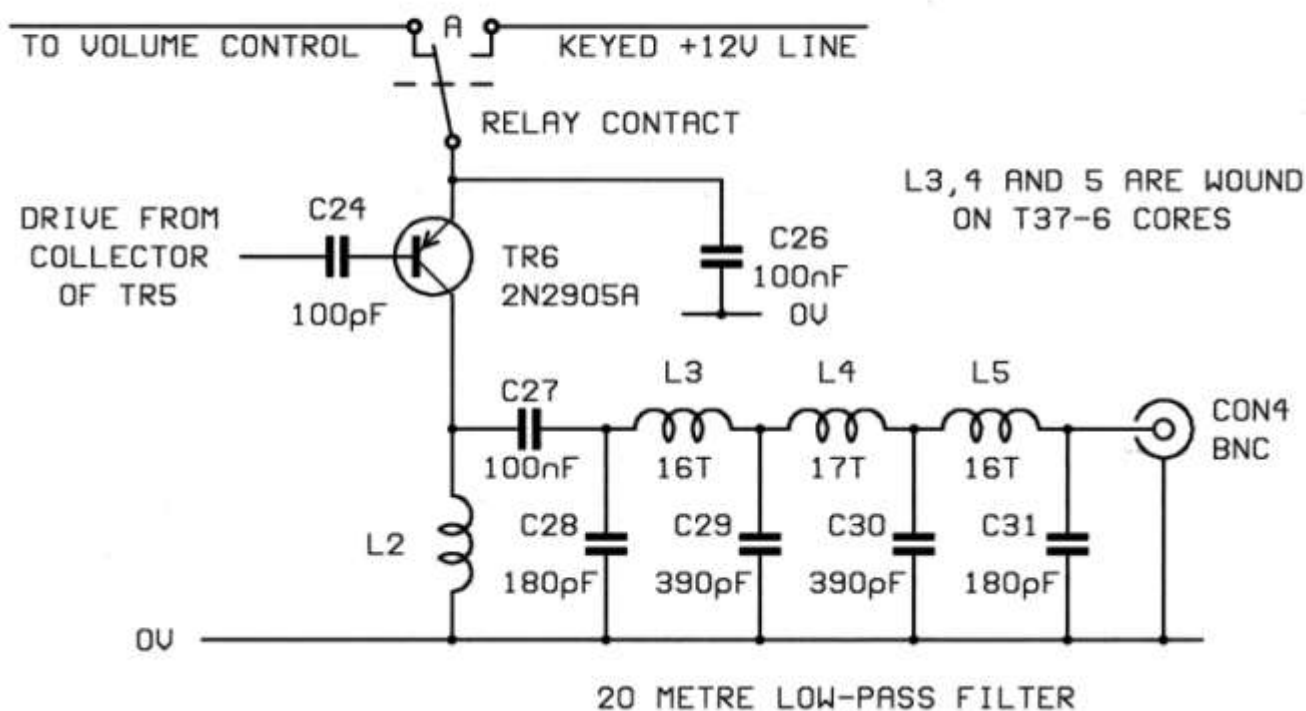 A
TO VOLUME CONTROL
KEYED +12V LINE
RELAY CONTACT
L3,4 AND 5 ARE WOUND
ON T37-6 CORES
DRIVE FROM
COLLECTOR
OF TR5
C24
100pF
TR6
2N2905A
C26
100nF
0V
C27
100nF
L3
16T
L4
17T
L5
16T
CON4
BNC
L2
C28
180pF
C29
390pF
C30
390pF
C31
180pF
0V
20 METRE LOW-PASS FILTER